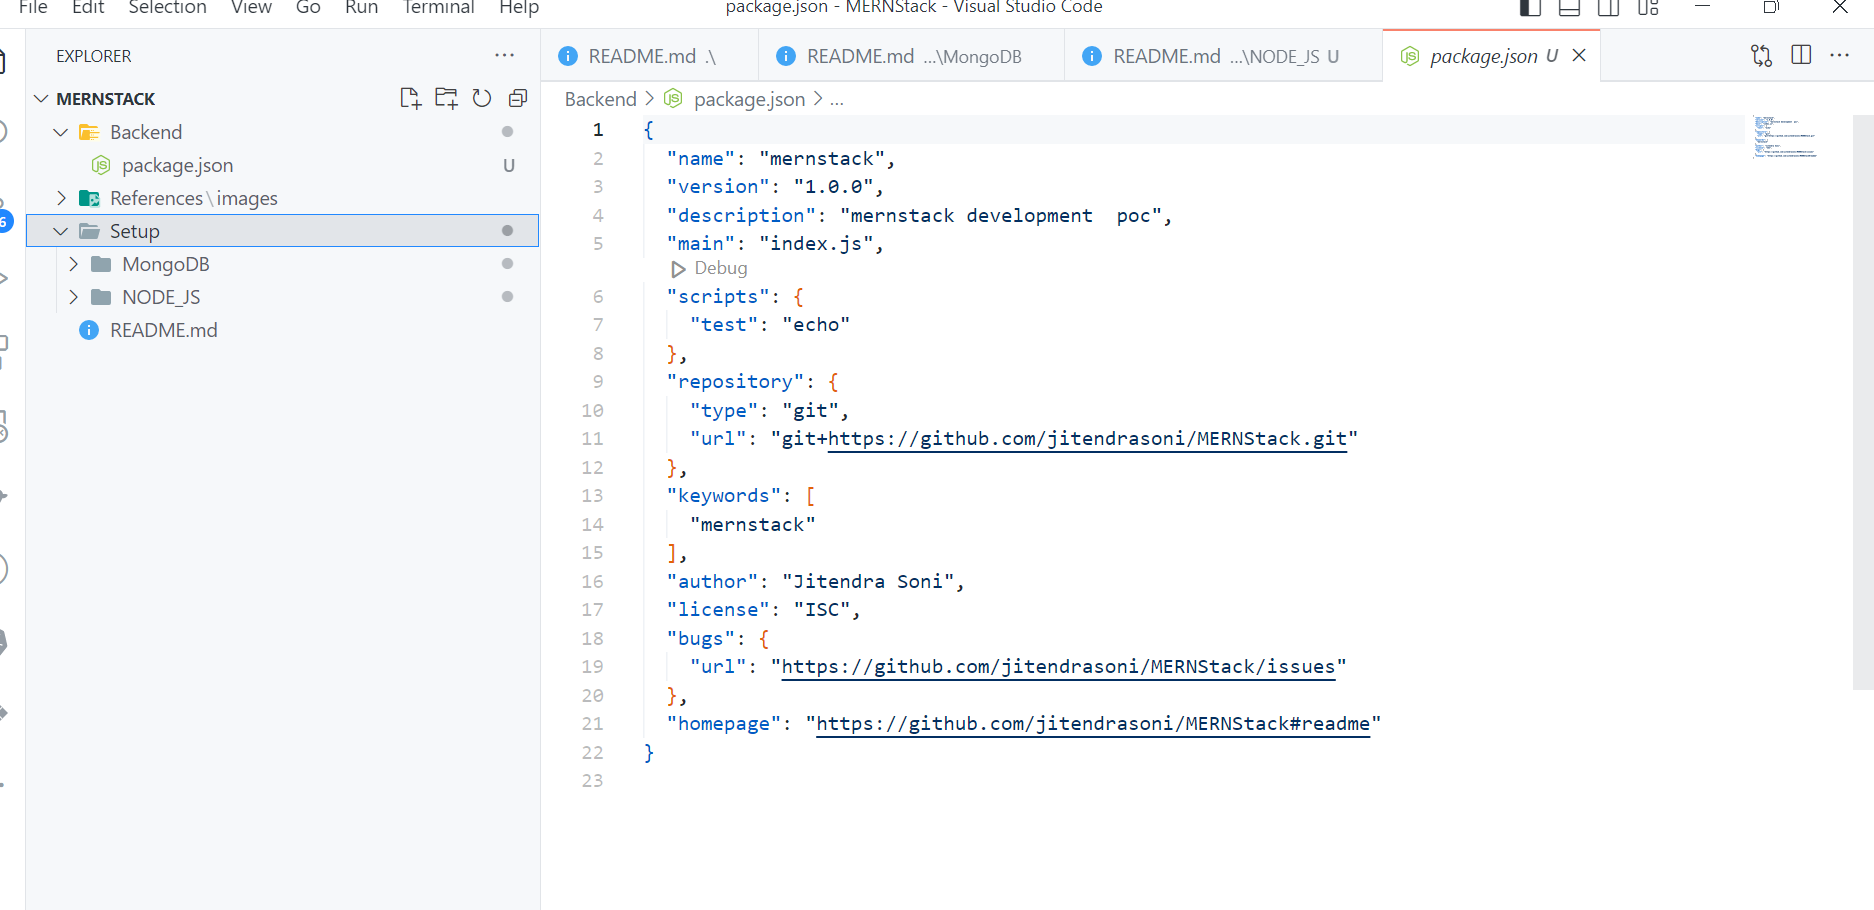 File Edit Selection View Go Run Terminal Help package.json - MERNStack - Visual Studio Code
EXPLORER ···
README.md .\ README.md ...\MongoDB README.md ...\NODE_JS U package.json U
MERNSTACK
Backend
package.json U
References\images
Setup
MongoDB
NODE_JS
README.md
6
Backend > package.json > ...
1 {
2 "name": "mernstack",
3 "version": "1.0.0",
4 "description": "mernstack development  poc",
5 "main": "index.js",
Debug
6 "scripts": {
7 "test": "echo"
8 },
9 "repository": {
10 "type": "git",
11 "url": "git+https://github.com/jitendrasoni/MERNStack.git"
12 },
13 "keywords": [
14 "mernstack"
15 ],
16 "author": "Jitendra Soni",
17 "license": "ISC",
18 "bugs": {
19 "url": "https://github.com/jitendrasoni/MERNStack/issues"
20 },
21 "homepage": "https://github.com/jitendrasoni/MERNStack#readme"
22 }
23